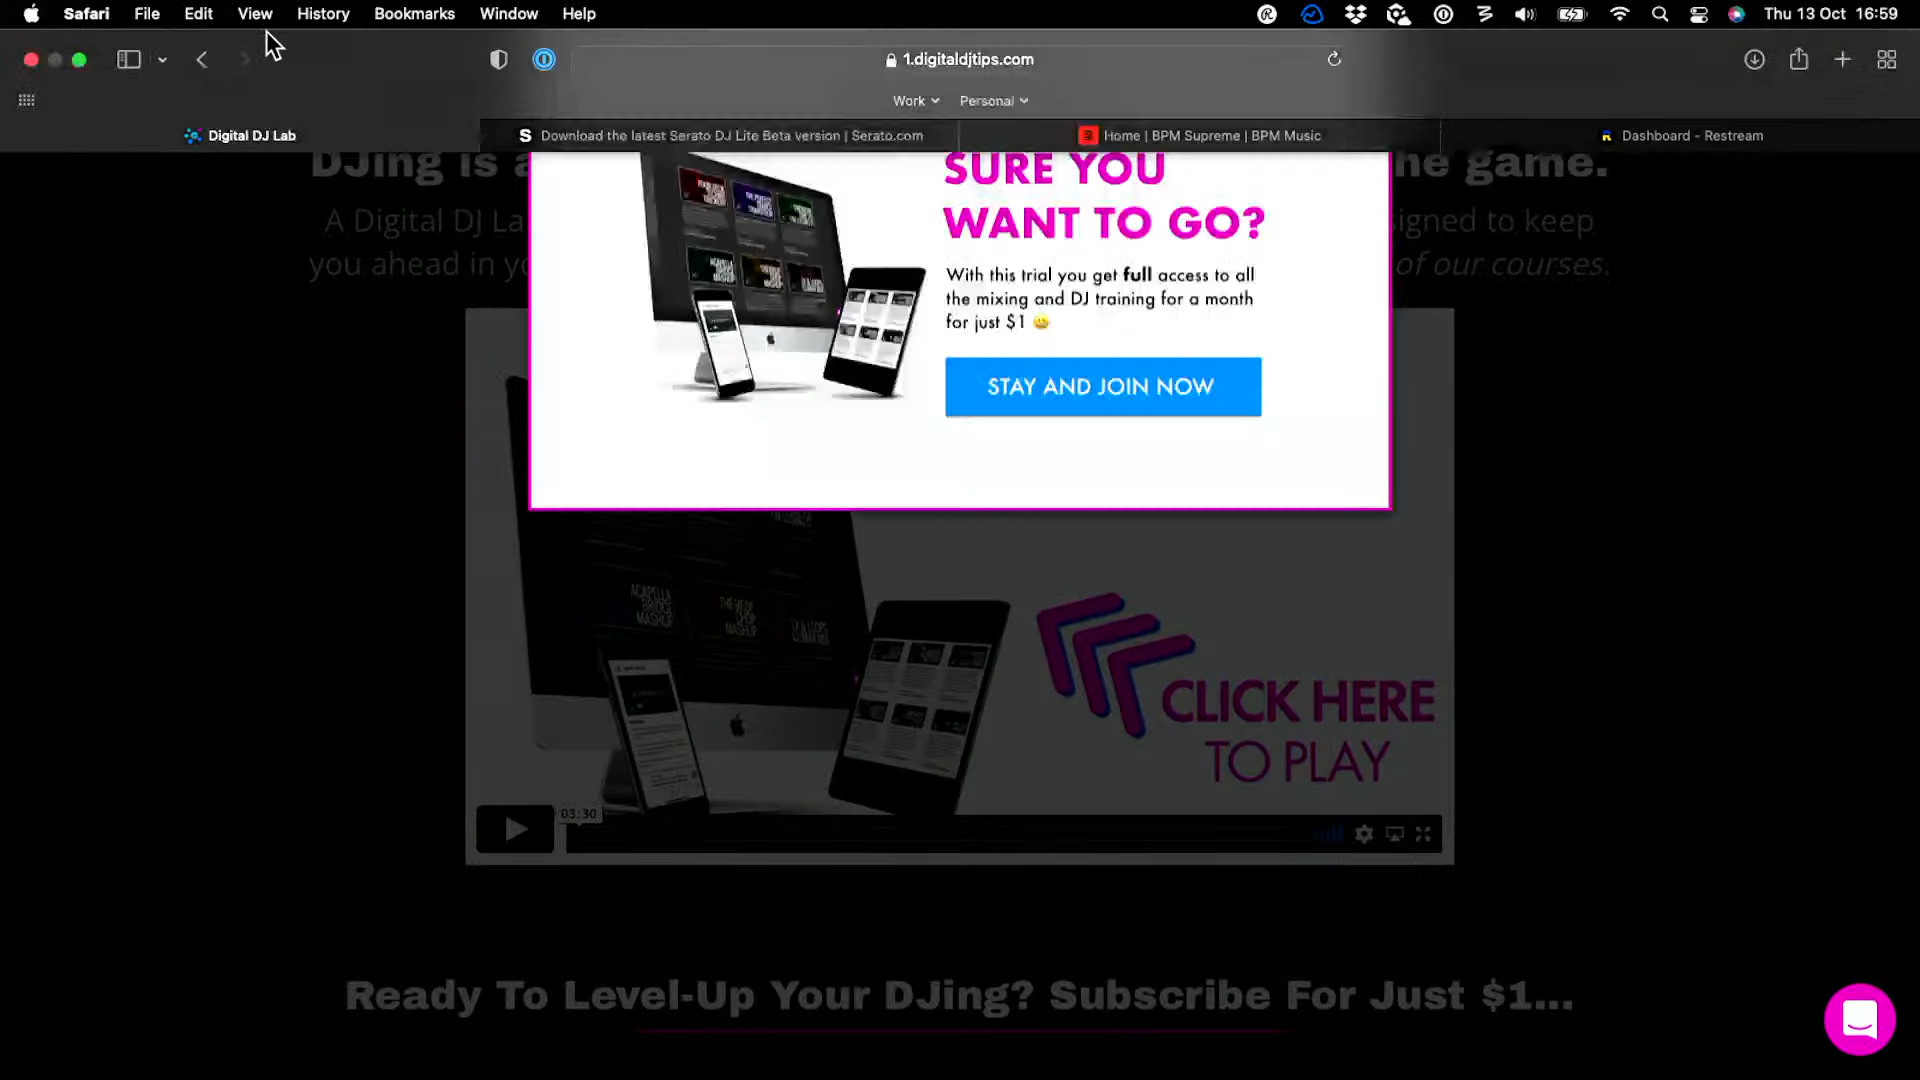 Safari File Edit View History Bookmarks Window Help Thu 13 Oct 16:59
1.digitaldjtips.com
Work Personal
Digital DJ Lab S Download the latest Serato DJ Lite Beta version | Serato.com Home | BPM Supreme | BPM Music Dashboard - Restream
DJing is a he game.
A Digital DJ La signed to keep
you ahead in yo of our courses.
SURE YOU
WANT TO GO?
With this trial you get full access to all
the mixing and DJ training for a month
for just $1 😀
STAY AND JOIN NOW
ACAPELLA
BRIDGE
MASHUP
CLICK HERE
TO PLAY
03:30
Ready To Level-Up Your DJing? Subscribe For Just $1...